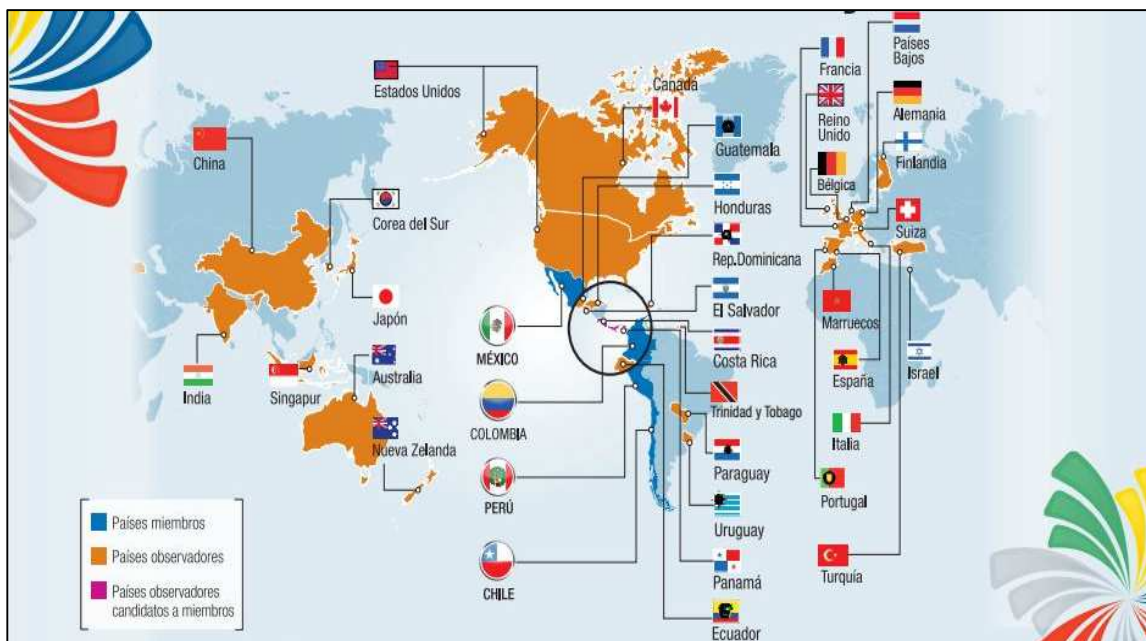 Estados Unidos
Canadá
Francia
Países
Bajos
Reino
Unido
Alemania
China
Guatemala
Bélgica
Finlandia
Corea del Sur
Honduras
Suiza
Rep.Dominicana
Japón
El Salvador
Marruecos
MÉXICO
Costa Rica
España
Israel
India
Singapur
Australia
Trinidad y Tobago
Italia
COLOMBIA
Nueva Zelanda
Paraguay
Portugal
PERÚ
Uruguay
Países miembros
Países observadores
Países observadores
candidatos a miembros
CHILE
Panamá
Turquía
Ecuador